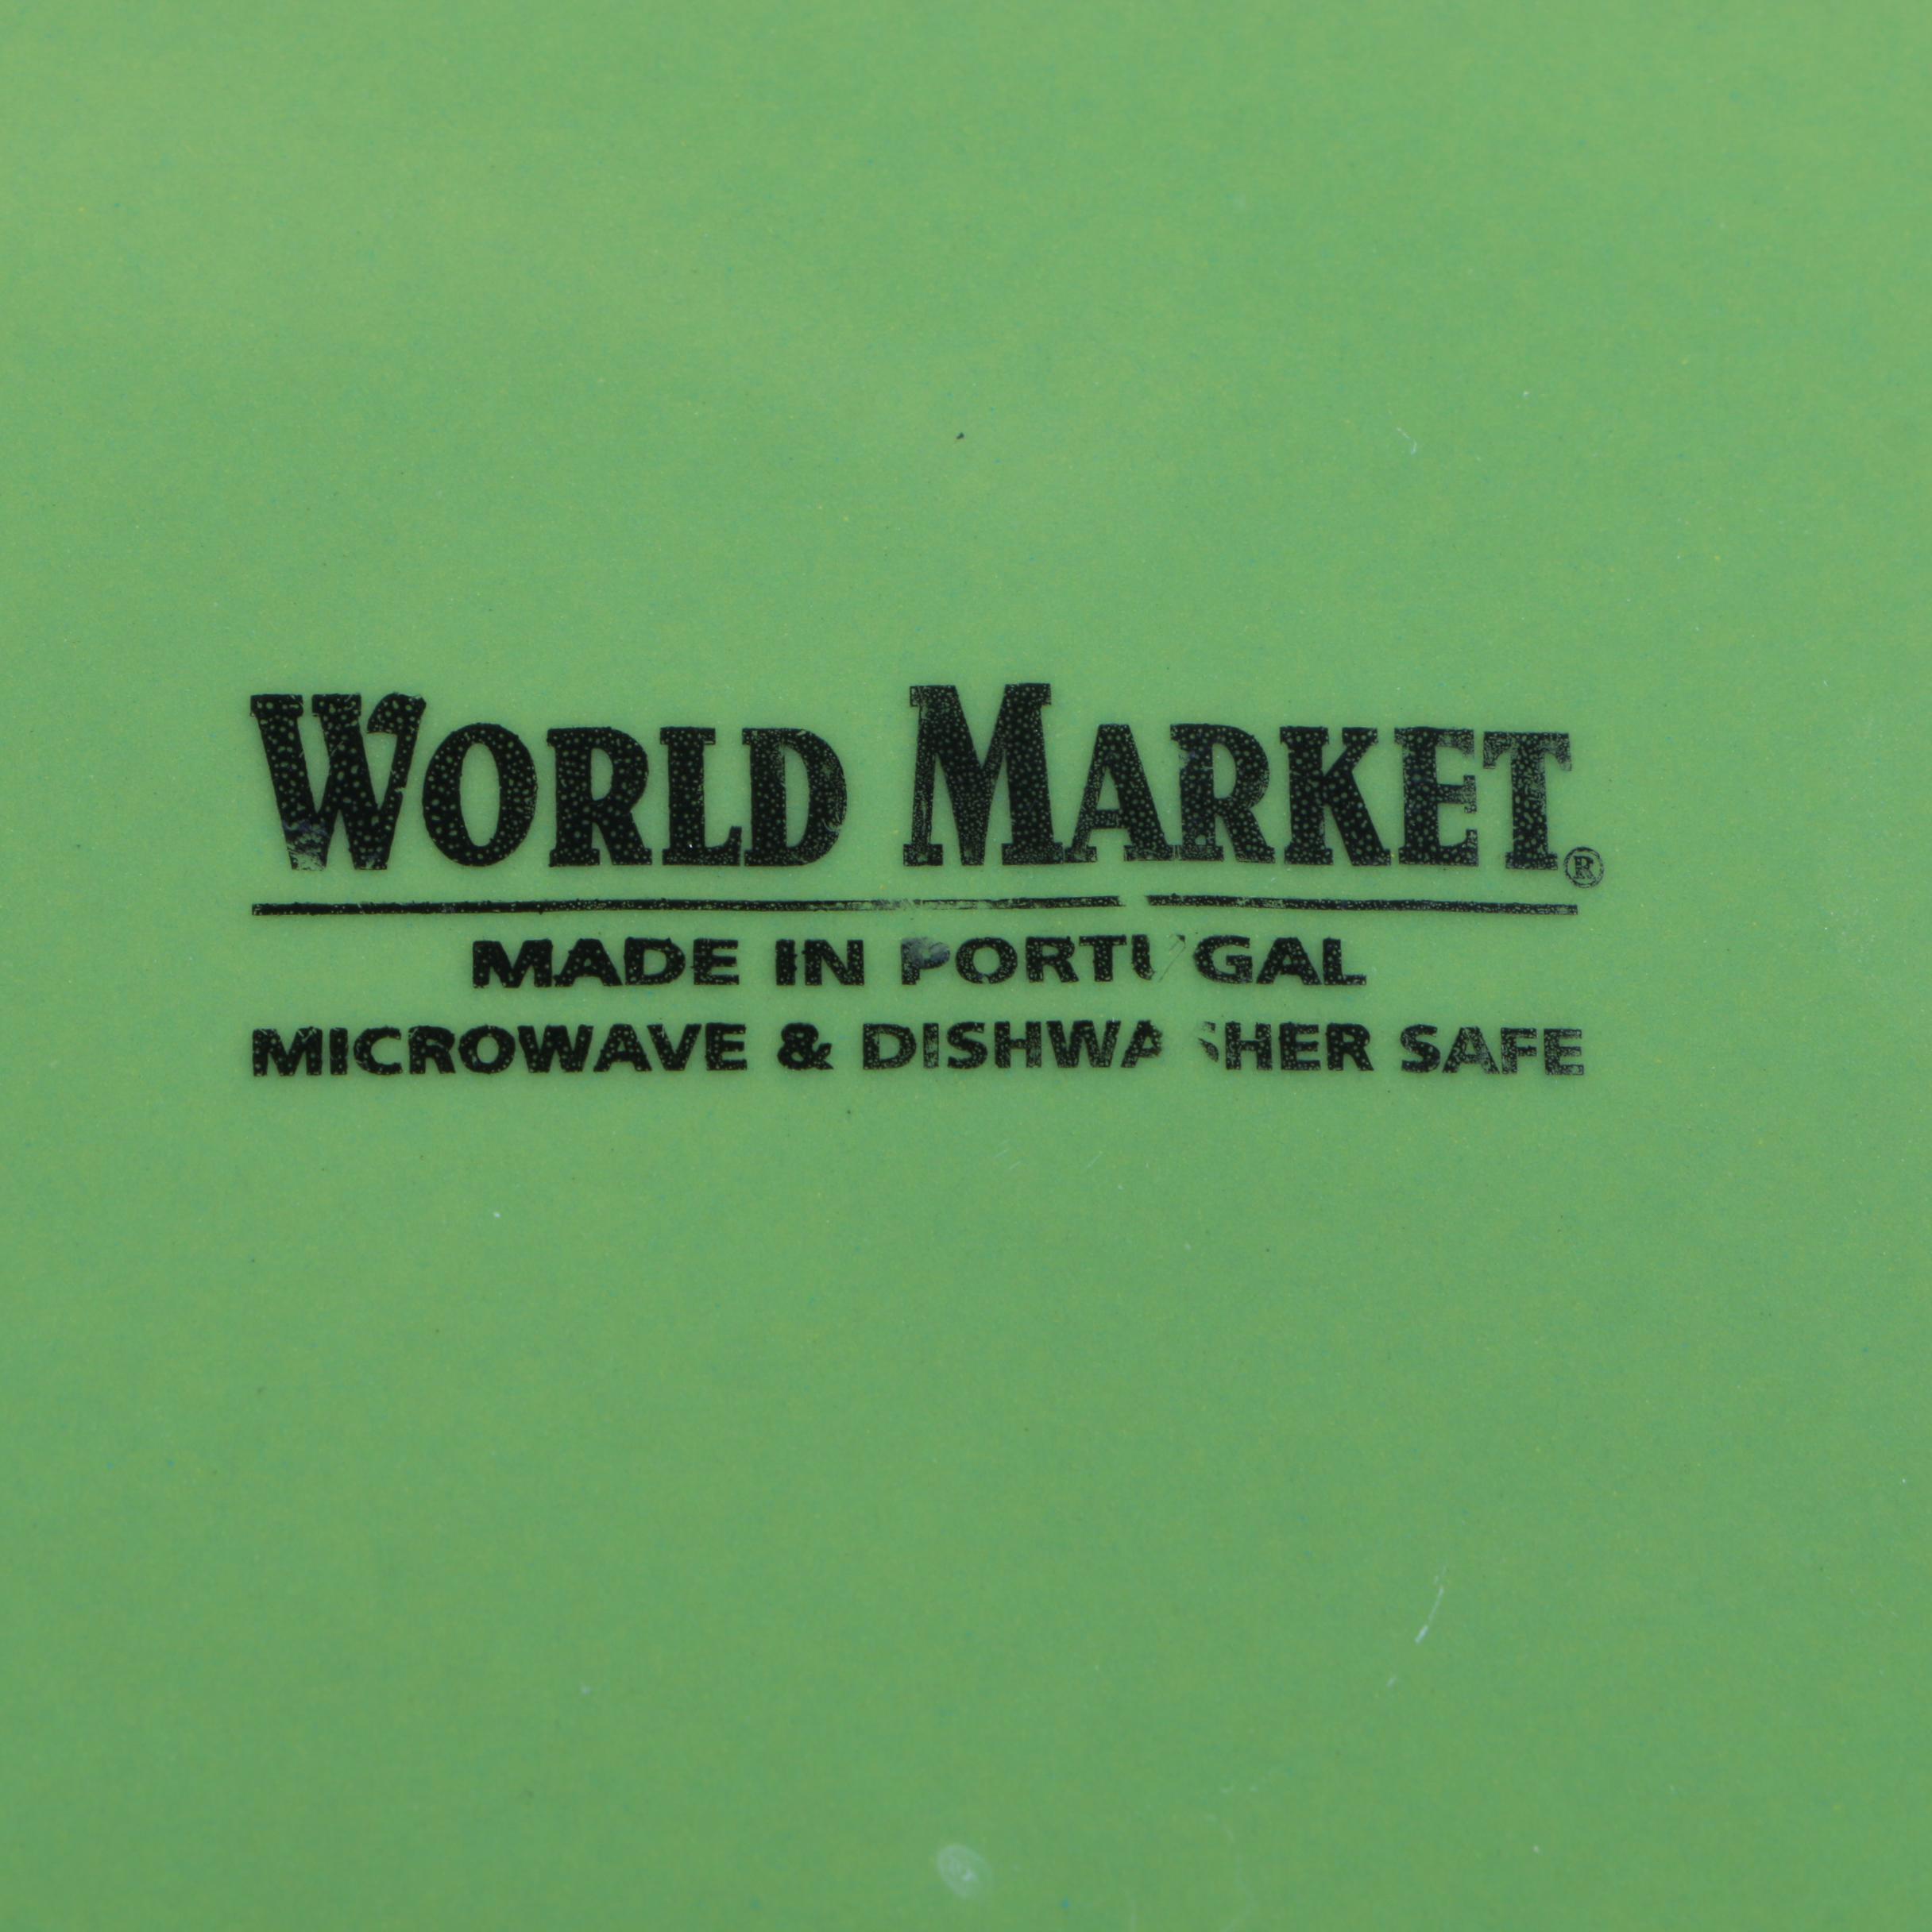 WORLD MARKET®
MADE IN PORTUGAL
MICROWAVE & DISHWASHER SAFE